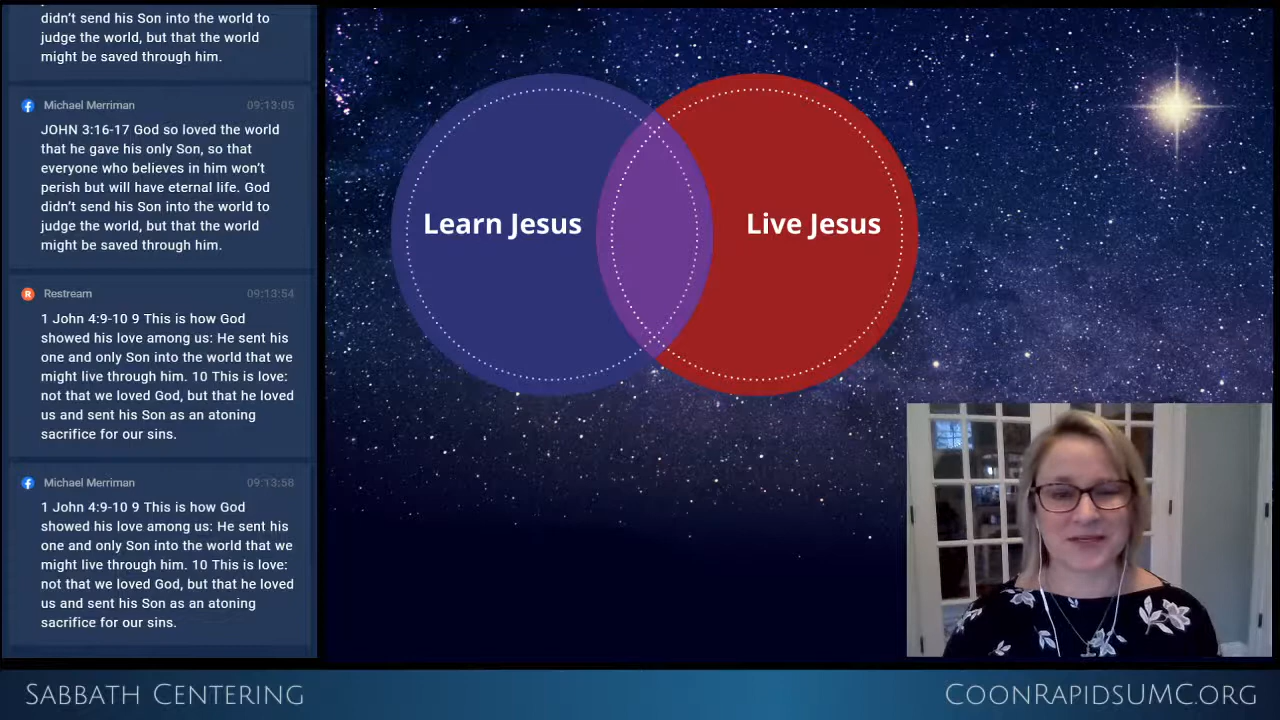 didn't send his Son into the world to
judge the world, but that the world
might be saved through him.
Michael Merriman 09:13:05
JOHN 3:16-17 God so loved the world
that he gave his only Son, so that
everyone who believes in him won't
perish but will have eternal life. God
didn't send his Son into the world to
judge the world, but that the world
might be saved through him.
R Restream 09:13:54
1 John 4:9-10 9 This is how God
showed his love among us: He sent his
one and only Son into the world that we
might live through him. 10 This is love:
not that we loved God, but that he loved
us and sent his Son as an atoning
sacrifice for our sins.
Michael Merriman 09:13:58
1 John 4:9-10 9 This is how God
showed his love among us: He sent his
one and only Son into the world that we
might live through him. 10 This is love:
not that we loved God, but that he loved
us and sent his Son as an atoning
sacrifice for our sins.
Learn Jesus
Live Jesus
Sabbath Centering
CoonRapidsUMC.org